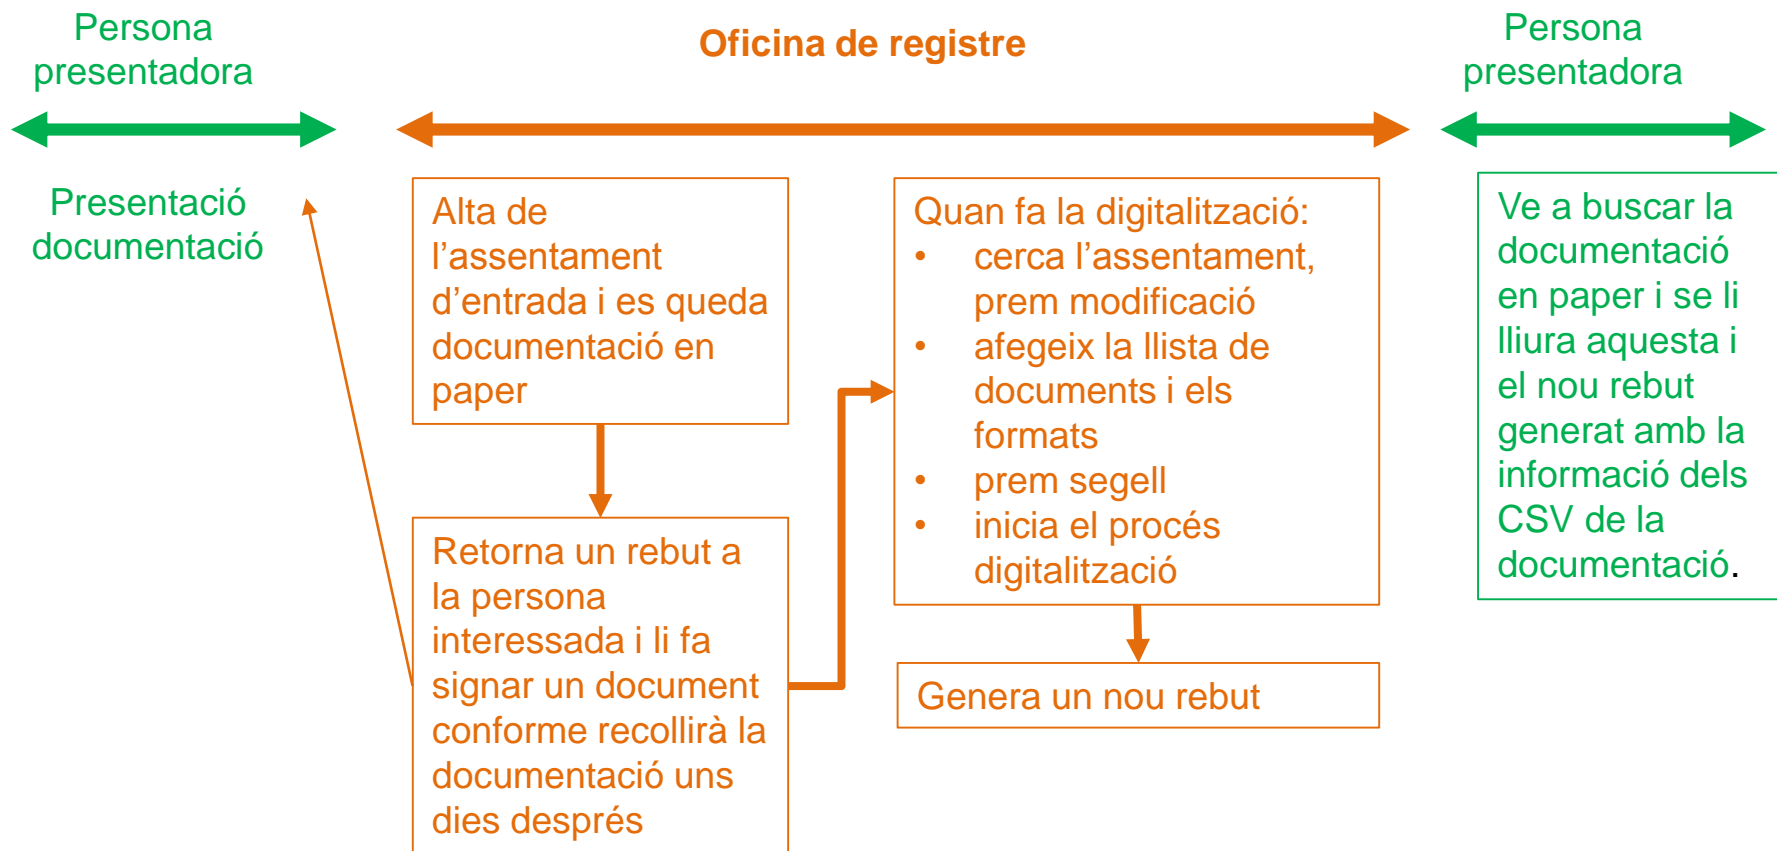 Persona
presentadora
Oficina de registre
Persona
presentadora
Presentació
documentació
Alta de
l’assentament
d’entrada i es queda
documentació en
paper
Retorna un rebut a
la persona
interessada i li fa
signar un document
conforme recollirà la
documentació uns
dies després
Quan fa la digitalització:
• cerca l’assentament,
prem modificació
• afegeix la llista de
documents i els
formats
• prem segell
• inicia el procés
digitalització
Genera un nou rebut
Ve a buscar la
documentació
en paper i se li
lliura aquesta i
el nou rebut
generat amb la
informació dels
CSV de la
documentació.